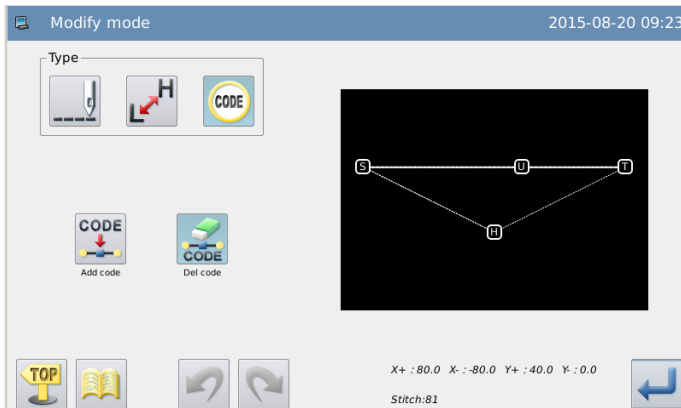 Modify mode 2015-08-20 09:23
Type
L H CODE
S U T
H
CODE CODE
Add code Del code
TOP
X+ : 80.0 X- : -80.0 Y+ : 40.0 Y- : 0.0
Stitch:81